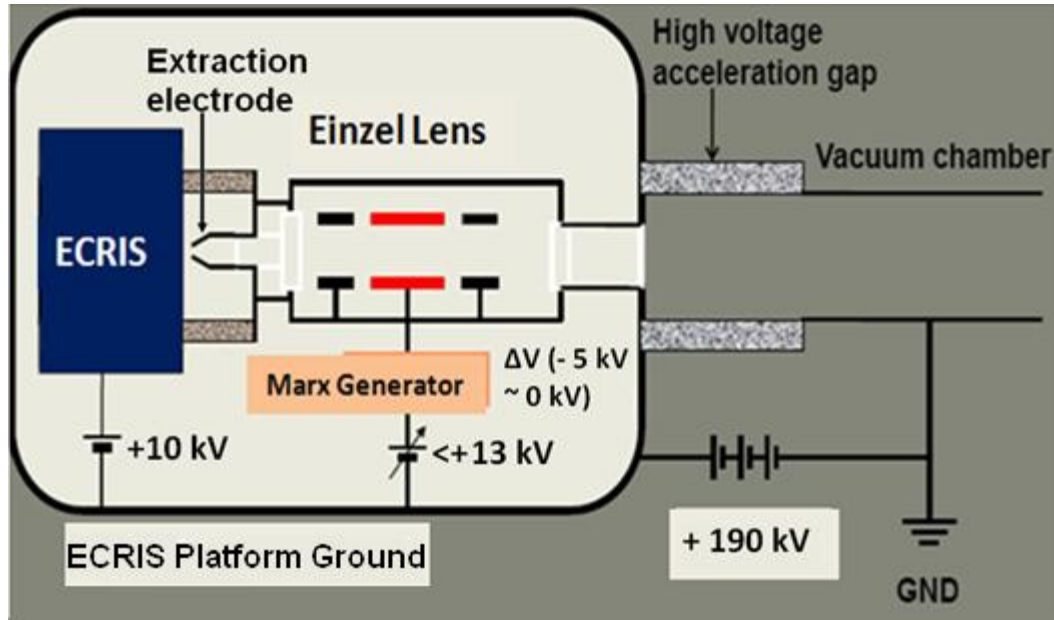 Extraction
electrode
High voltage
acceleration gap
Einzel Lens
Vacuum chamber
ECRIS
Marx Generator
ΔV (- 5 kV
~ 0 kV)
+10 kV
<+13 kV
+ 190 kV
ECRIS Platform Ground
GND